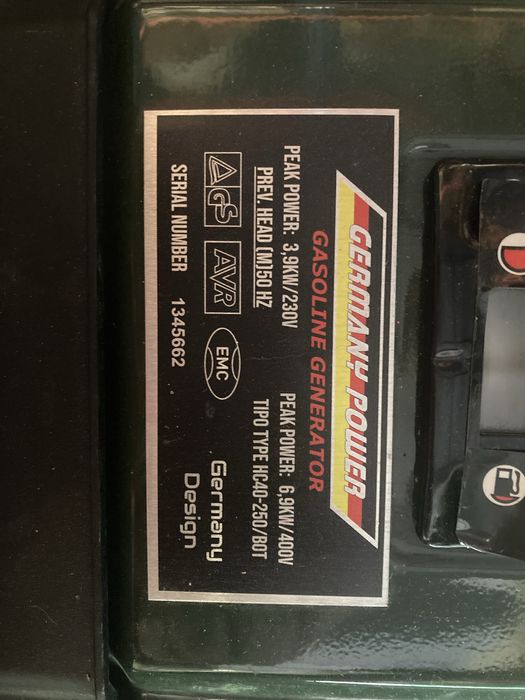 GERMANY POWER
GASOLINE GENERATOR
PEAK POWER: 3,9KW/230V
PEAK POWER: 6,9KW/400V
PREV. HEAD (M)50 HZ
TIPO TYPE HC40-250/BOT
GS
AVR
EMC
Germany
Design
SERIAL NUMBER 1345662